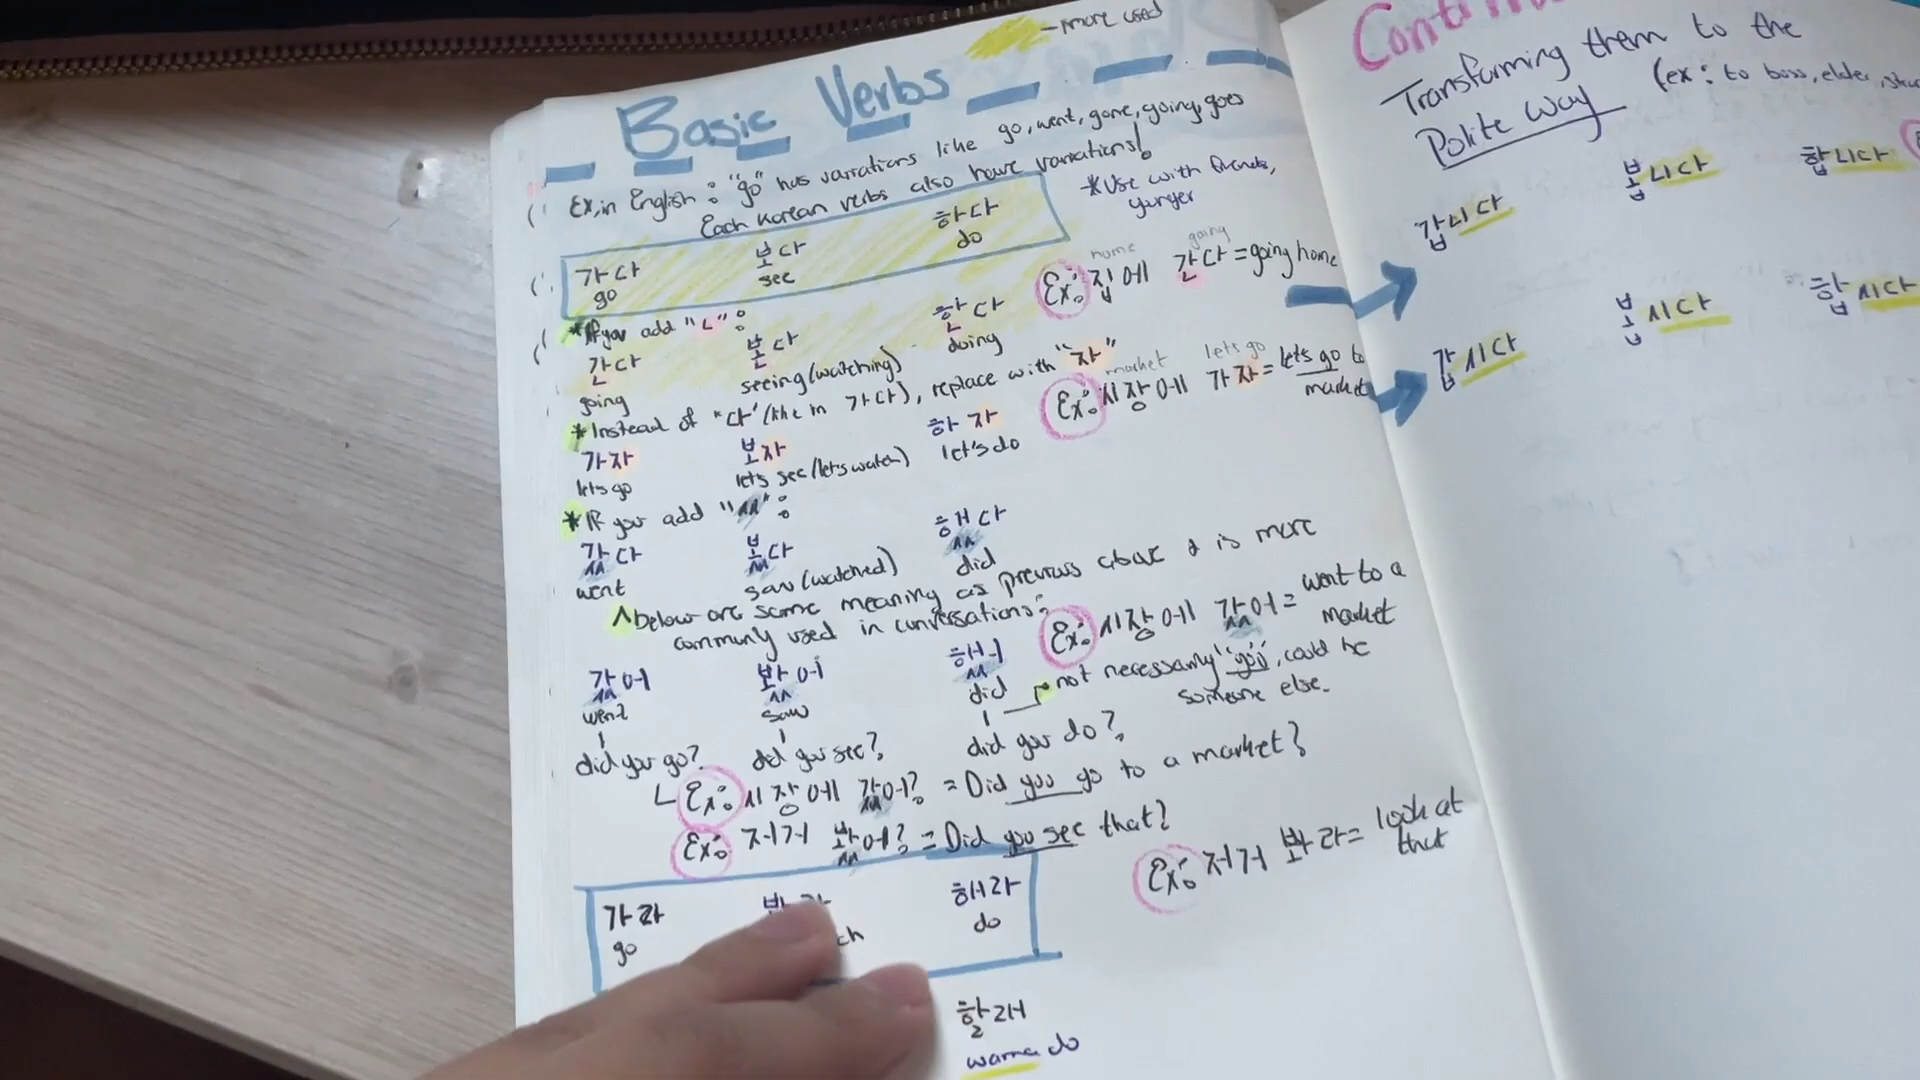 - more used
Basic Verbs
Ex, in English: "go" has variations like go, went, gone, going, goes
Each Korean verbs also have variations!
*Use with friends,
yunger
가다 보다 하다
go see do
*If you add "ㄴ":
간다 본다 한다
going seeing (watching) doing
Ex: 집에 간다 = going home
home going
*Instead of "다" (like in 가다), replace with "자"
가자 보자 하자
lets go lets see (lets watch) let's do
Ex: 시장에 가자 = lets go to
market lets go
market
*If you add "ㅆ":
갔다 봤다 했다
went saw (watched) did
^below are same meaning as previous above & is more
commonly used in conversations:
Ex: 시장에 갔어 = went to a
market
갔어 봤어 했어
went saw did
not necessarily "you", could be
someone else.
did you go? did you see? did you do?
Ex: 시장에 갔어? = Did you go to a market?
Ex: 저거 봤어? = Did you see that?
가라 해라
go do
Ex: 저거 봐라 = look at
that
할래
wanna do
Transforming them to the
Polite Way
(ex: to boss, elder,
갑니다 봅니다 합니다
갑시다 봅시다 합시다